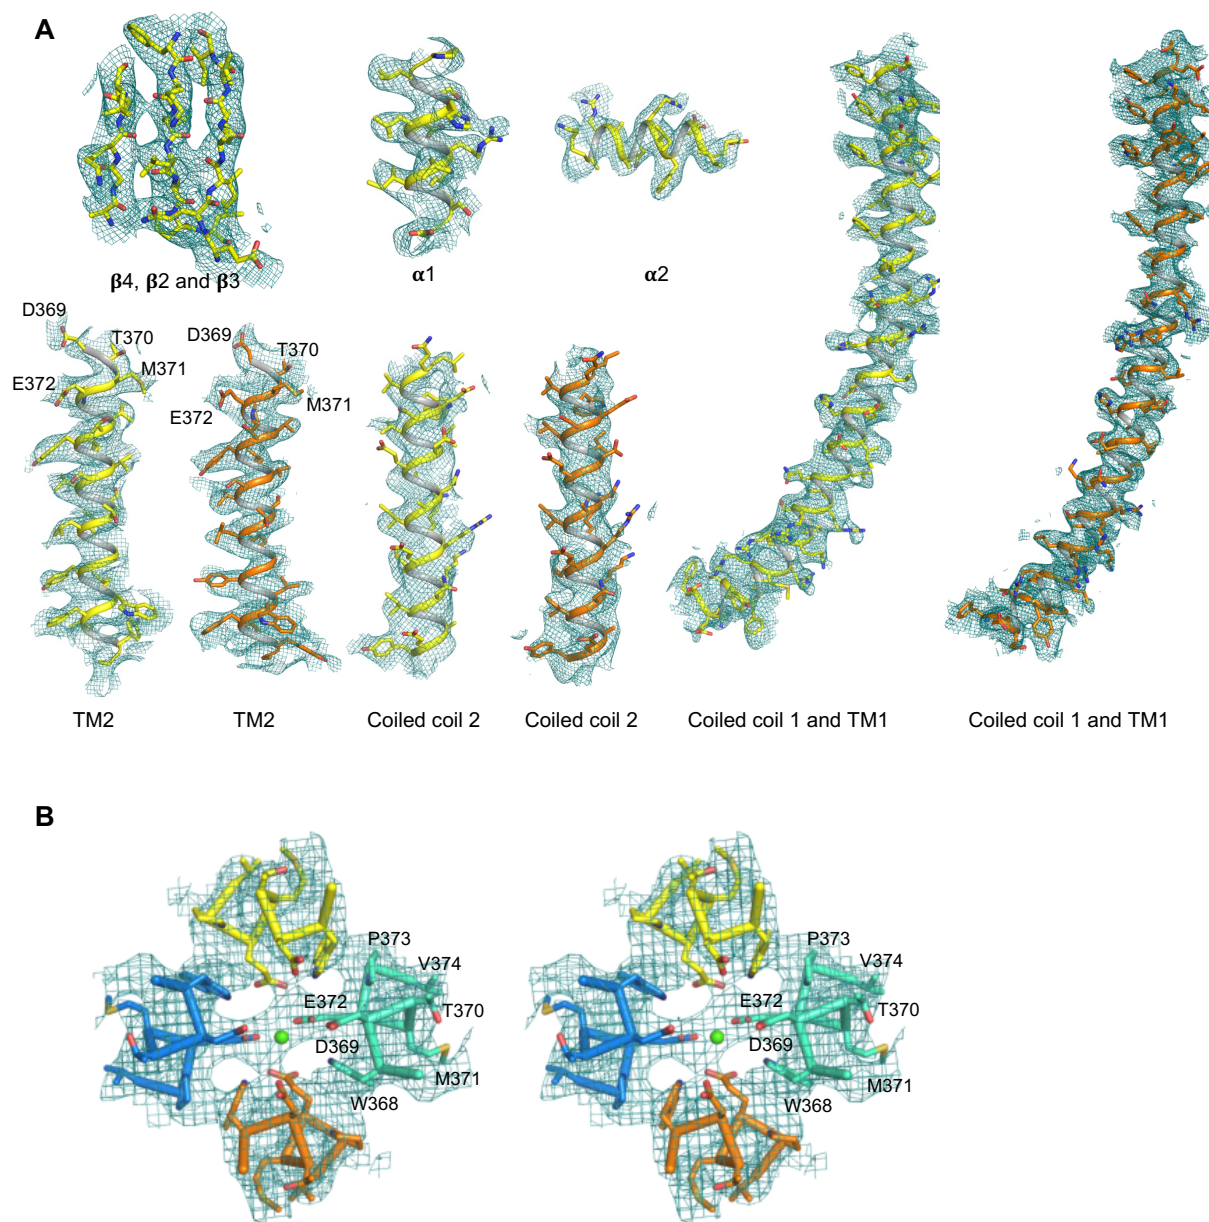 A
β4, β2 and β3
α1
α2
D369
T370
M371
E372
D369
T370
M371
E372
TM2
TM2
Coiled coil 2
Coiled coil 2
Coiled coil 1 and TM1
Coiled coil 1 and TM1
B
P373
V374
E372
T370
D369
M371
W368
P373
V374
E372
T370
D369
M371
W368